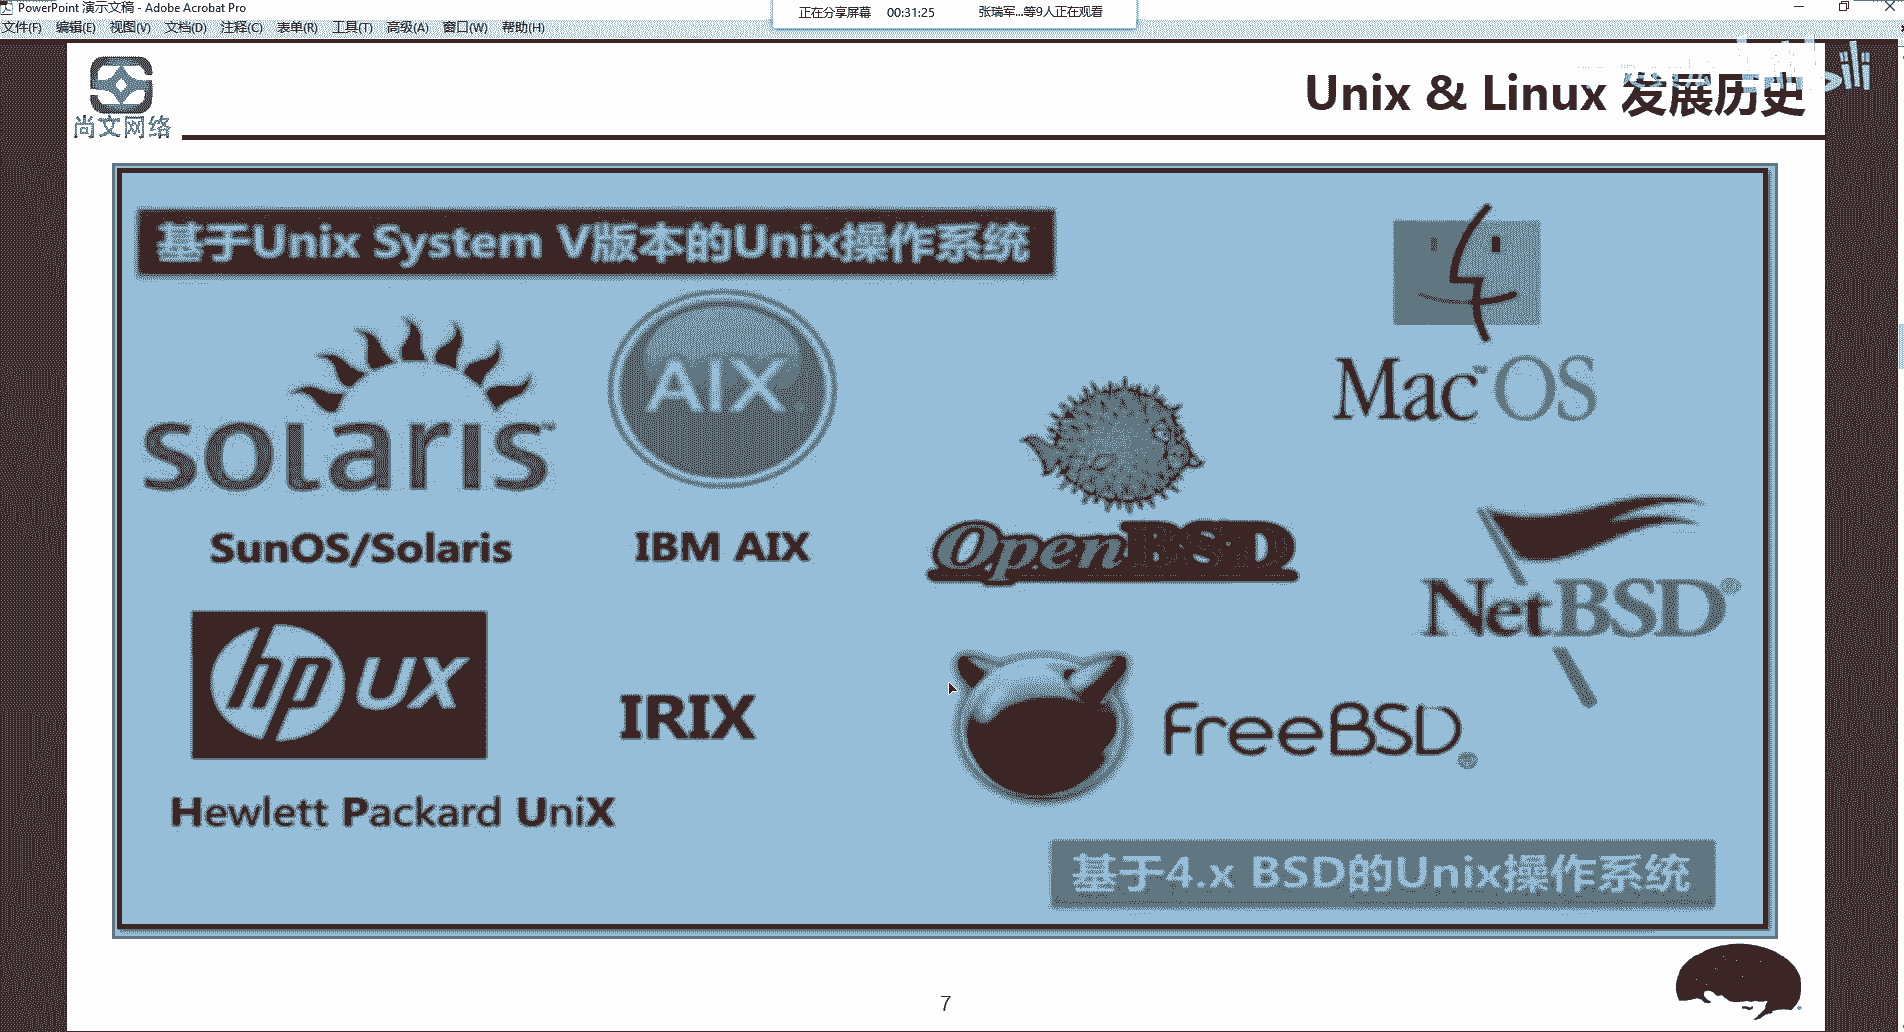 PowerPoint 演示文稿 - Adobe Acrobat Pro
正在分享屏幕 00:31:25 张瑞军...等9人正在观看
文件(F) 编辑(E) 视图(V) 文档(D) 注释(C) 表单(R) 工具(T) 高级(A) 窗口(W) 帮助(H)
尚文网络
Unix & Linux 发展历史
基于Unix System V版本的Unix操作系统
solaris™
SunOS/Solaris
AIX
IBM AIX
Mac™OS
OpenBSD
NetBSD®
hp UX
Hewlett Packard UniX
IRIX
FreeBSD®
基于4.x BSD的Unix操作系统
7